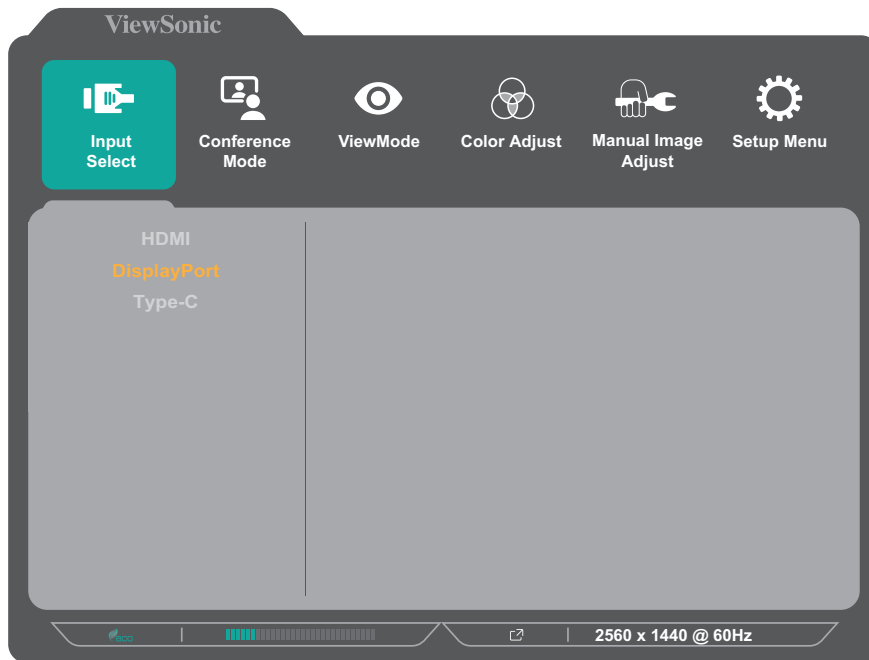 ViewSonic
Input
Select
Conference
Mode
ViewMode
Color Adjust
Manual Image
Adjust
Setup Menu
HDMI
DisplayPort
Type-C
eco
2560 x 1440 @ 60Hz